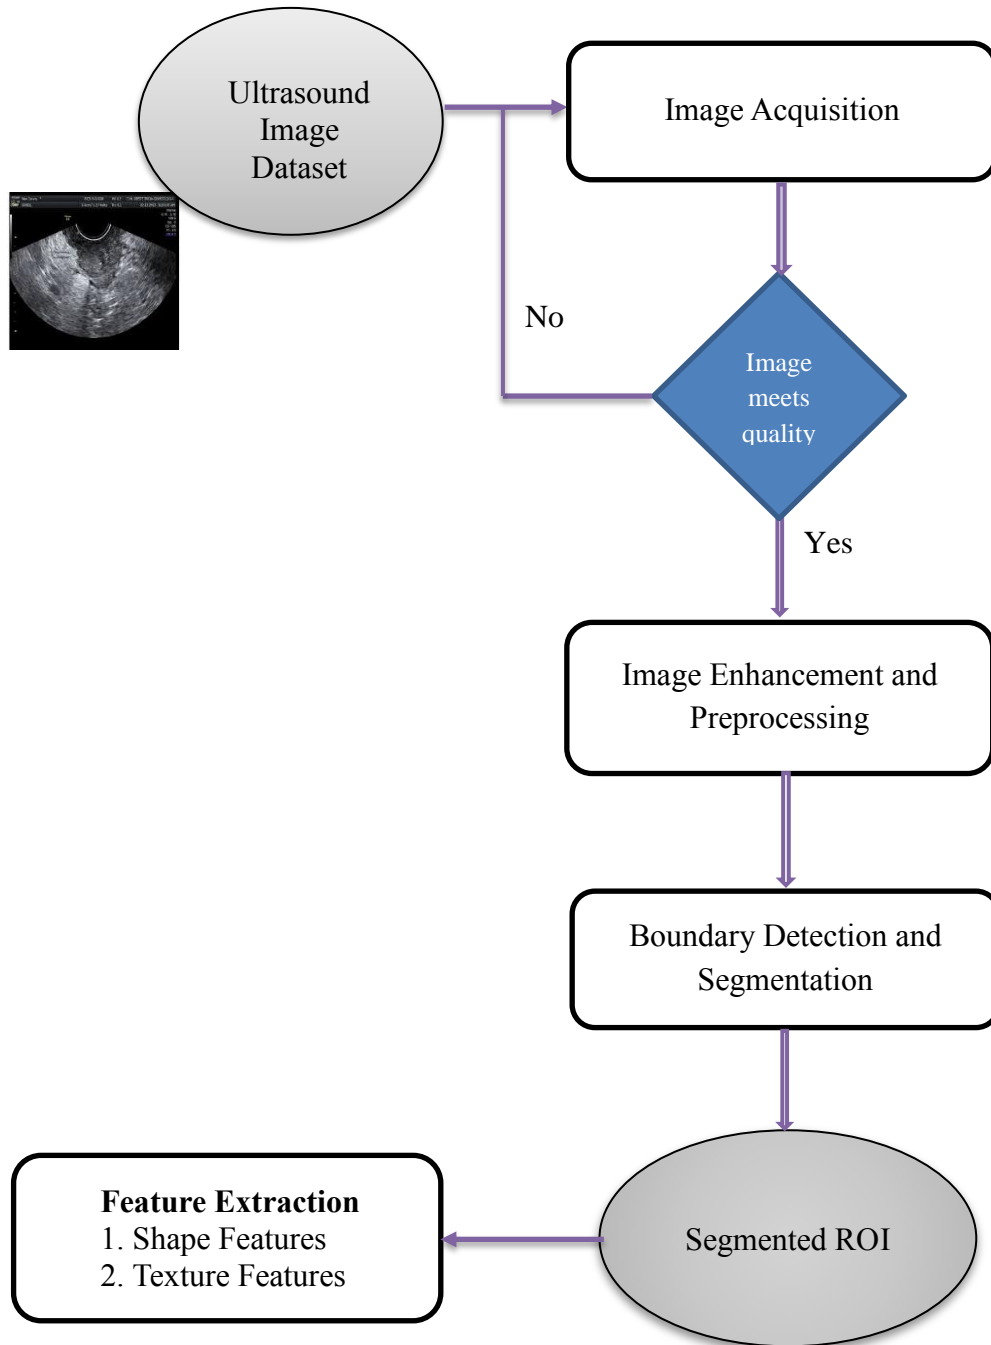 Ultrasound
Image
Dataset
Image Acquisition
No
Image
meets
quality
Yes
Image Enhancement and
Preprocessing
Boundary Detection and
Segmentation
Segmented ROI
Feature Extraction
1. Shape Features
2. Texture Features